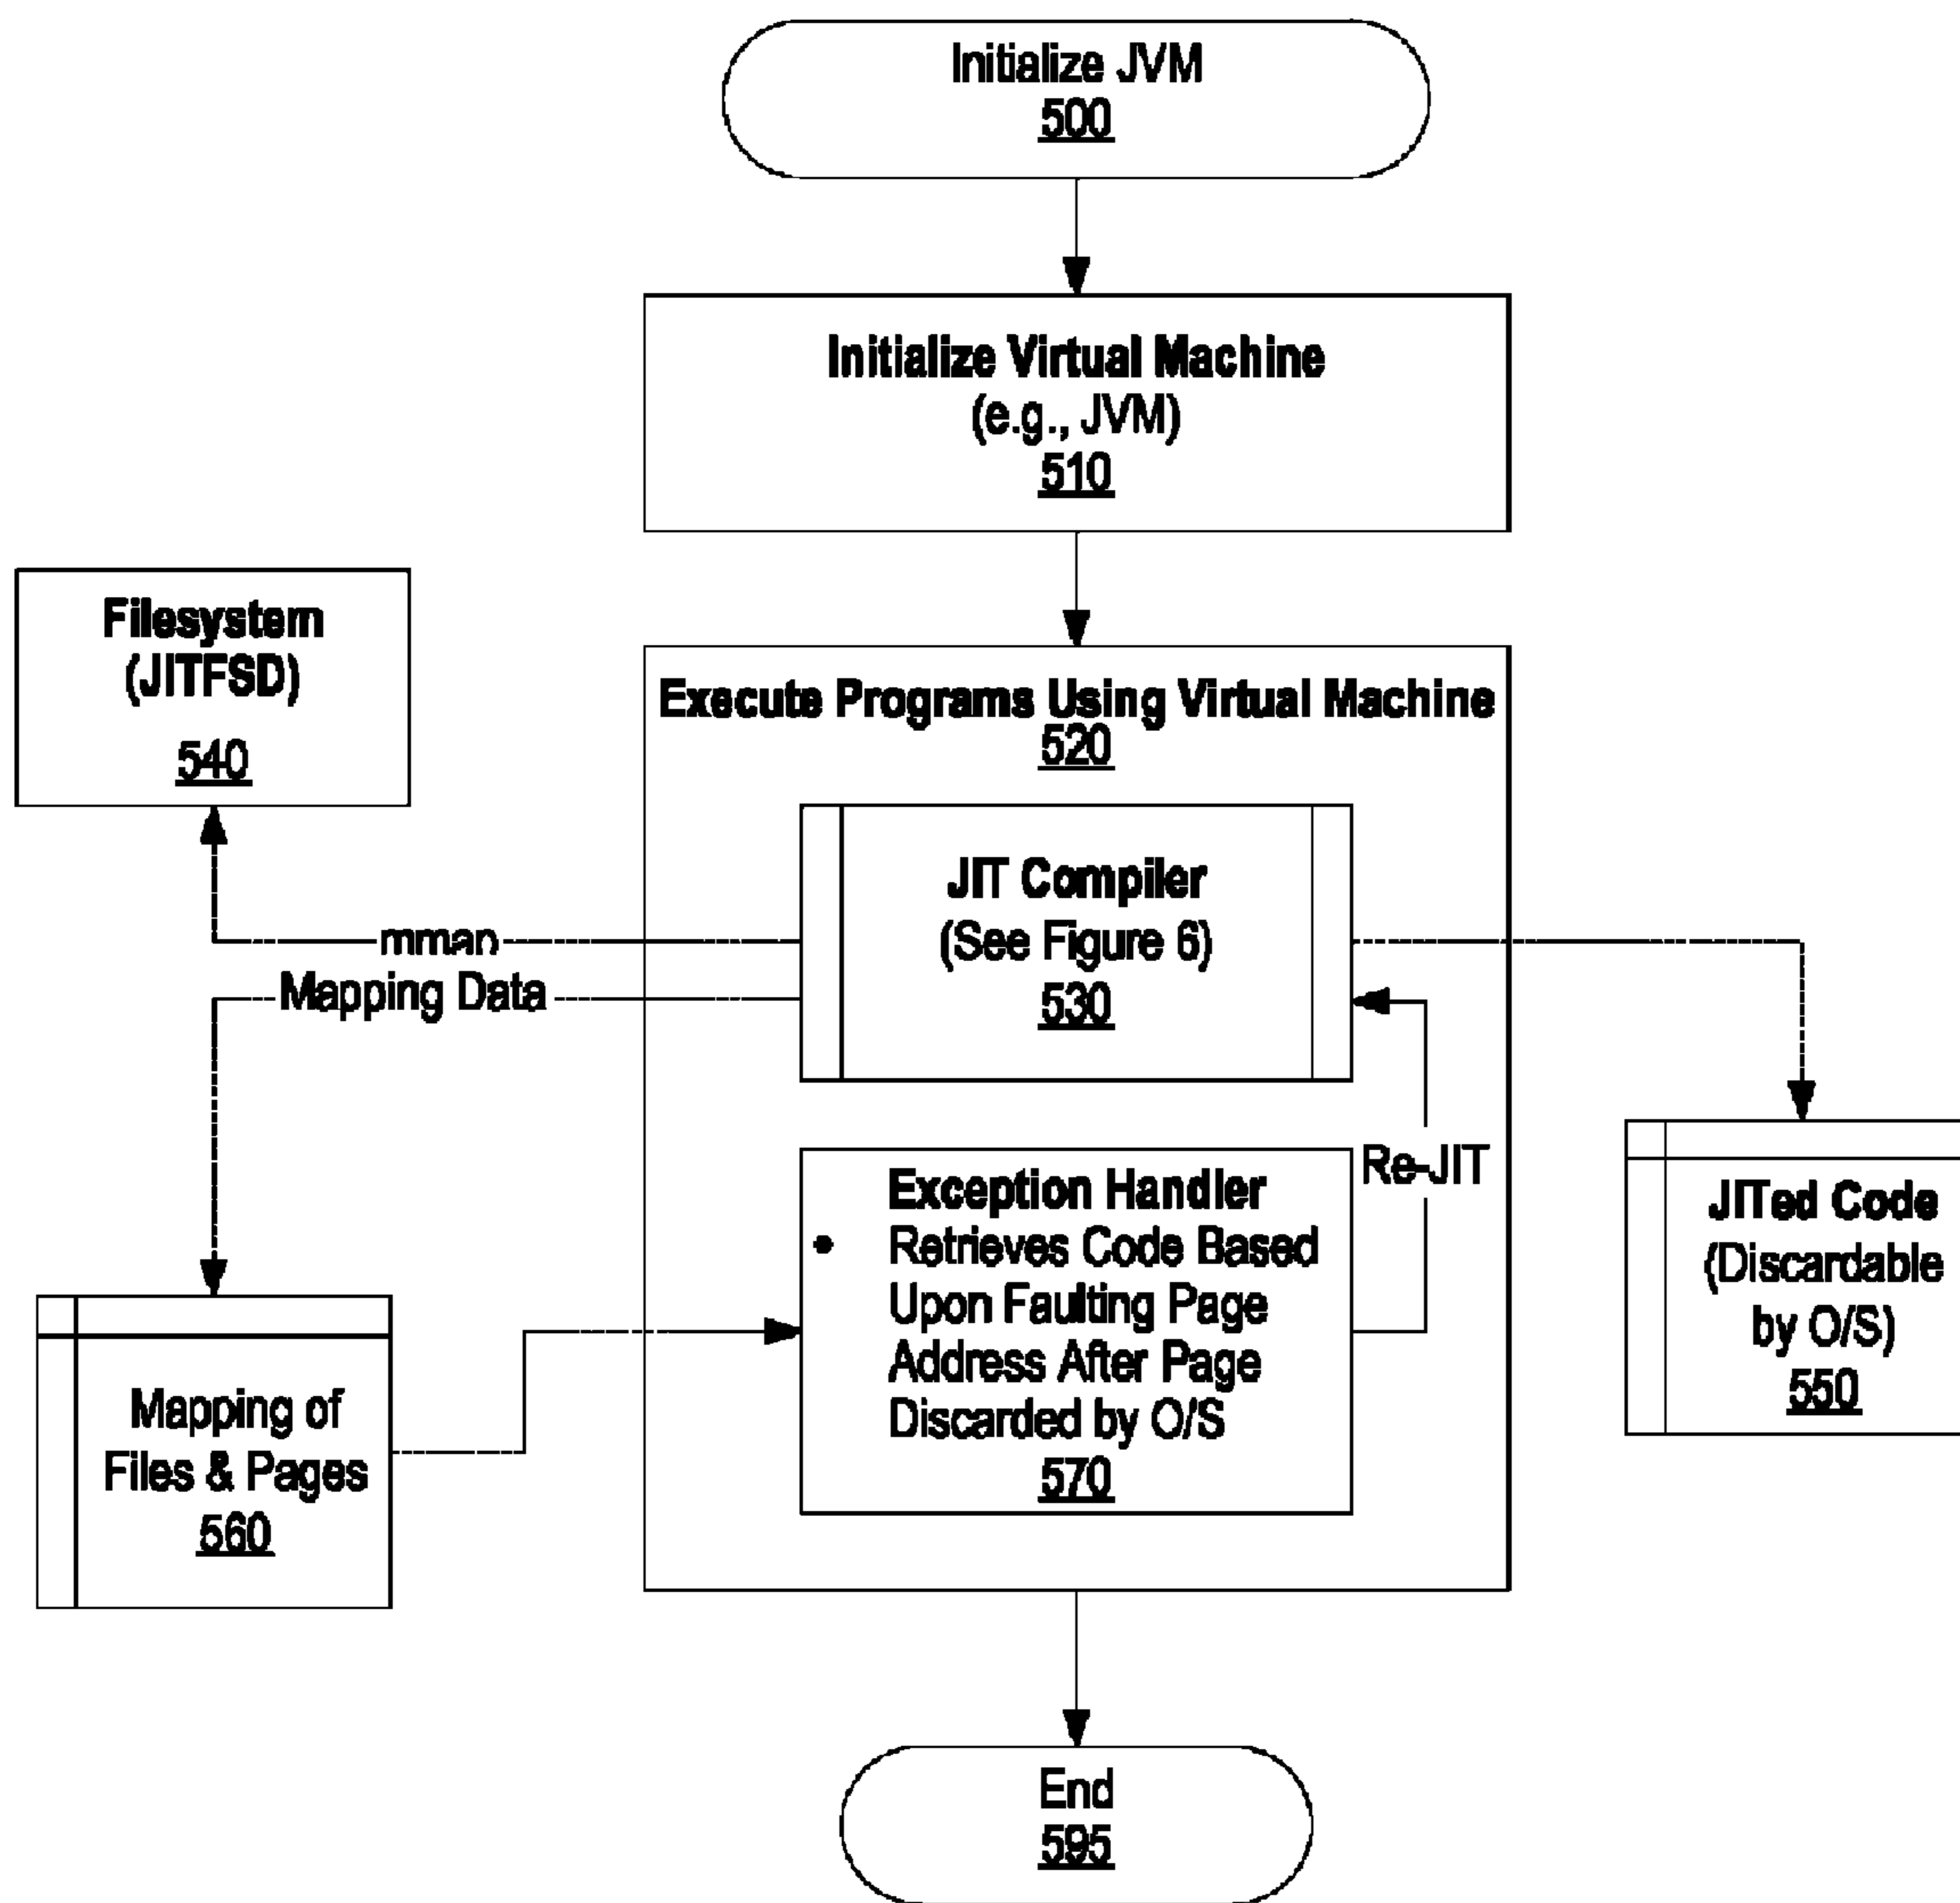 Initialize JVM
500
Initialize Virtual Machine
(e.g., JVM)
510
Filesystem
(JITFSD)
540
Execute Programs Using Virtual Machine
520
JIT Compiler
(See Figure 6)
530
mman
Mapping Data
Re-JIT
Exception Handler
• Retrieves Code Based
Upon Faulting Page
Address After Page
Discarded by O/S
570
JITed Code
(Discardable
by O/S)
550
Mapping of
Files & Pages
560
End
595